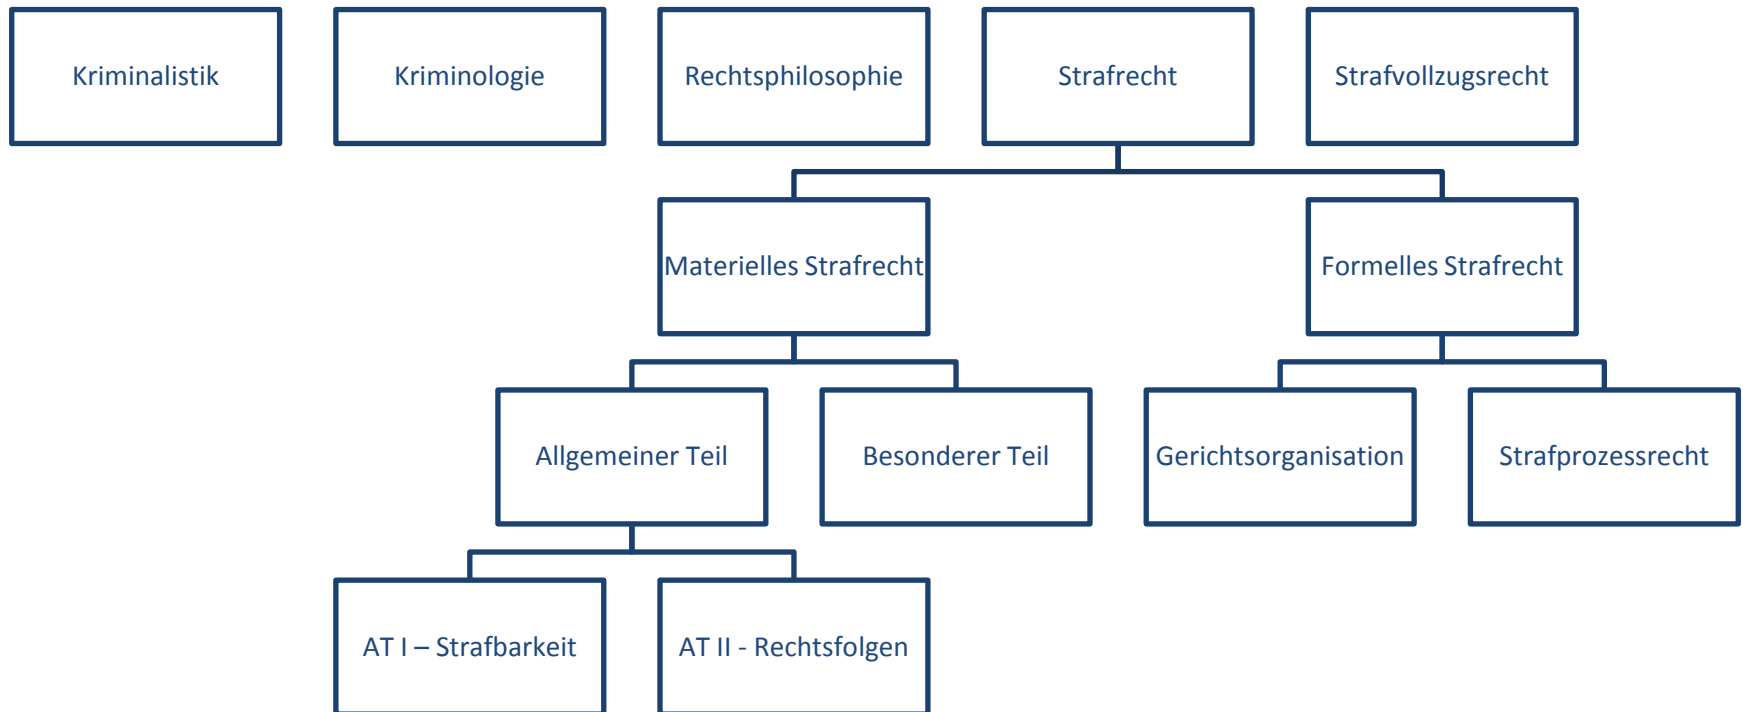 Kriminalistik
Kriminologie
Rechtsphilosophie
Strafrecht
Strafvollzugsrecht
Materielles Strafrecht
Formelles Strafrecht
Allgemeiner Teil
Besonderer Teil
Gerichtsorganisation
Strafprozessrecht
AT I – Strafbarkeit
AT II - Rechtsfolgen